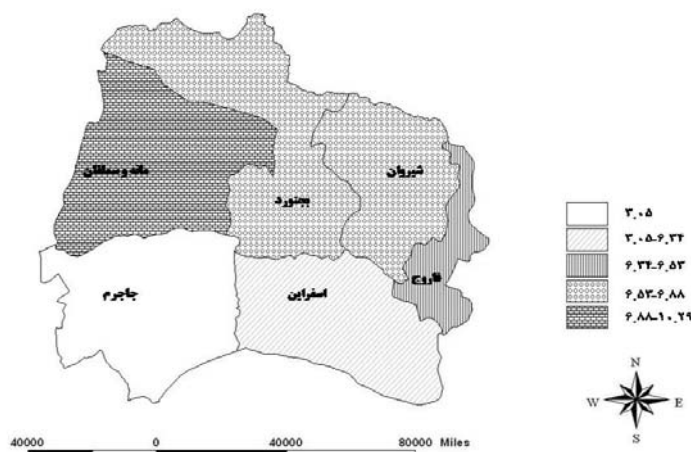 مانه و سملقان
شیروان
بجنورد
فاروج
جاجرم
اسفراین
۳.۰۵
۳.۰۵-۶.۳۴
۶.۳۴-۶.۵۳
۶.۵۳-۶.۸۸
۶.۸۸-۱۰.۲۹
N
W E
S
40000 0 40000 80000 Miles